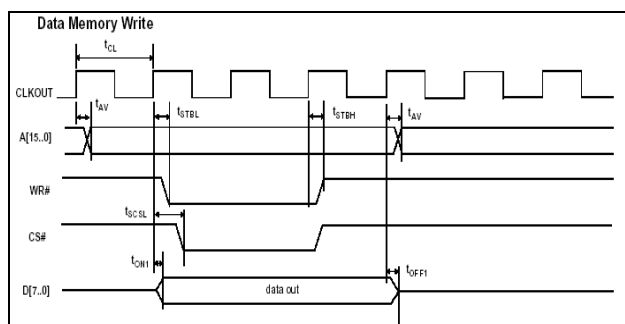 Data Memory Write
tCL
CLKOUT
tAV
tSTBL
tSTBH
tAV
A[15..0]
WR#
tSCSL
CS#
tON1
tOFF1
D[7..0]
data out